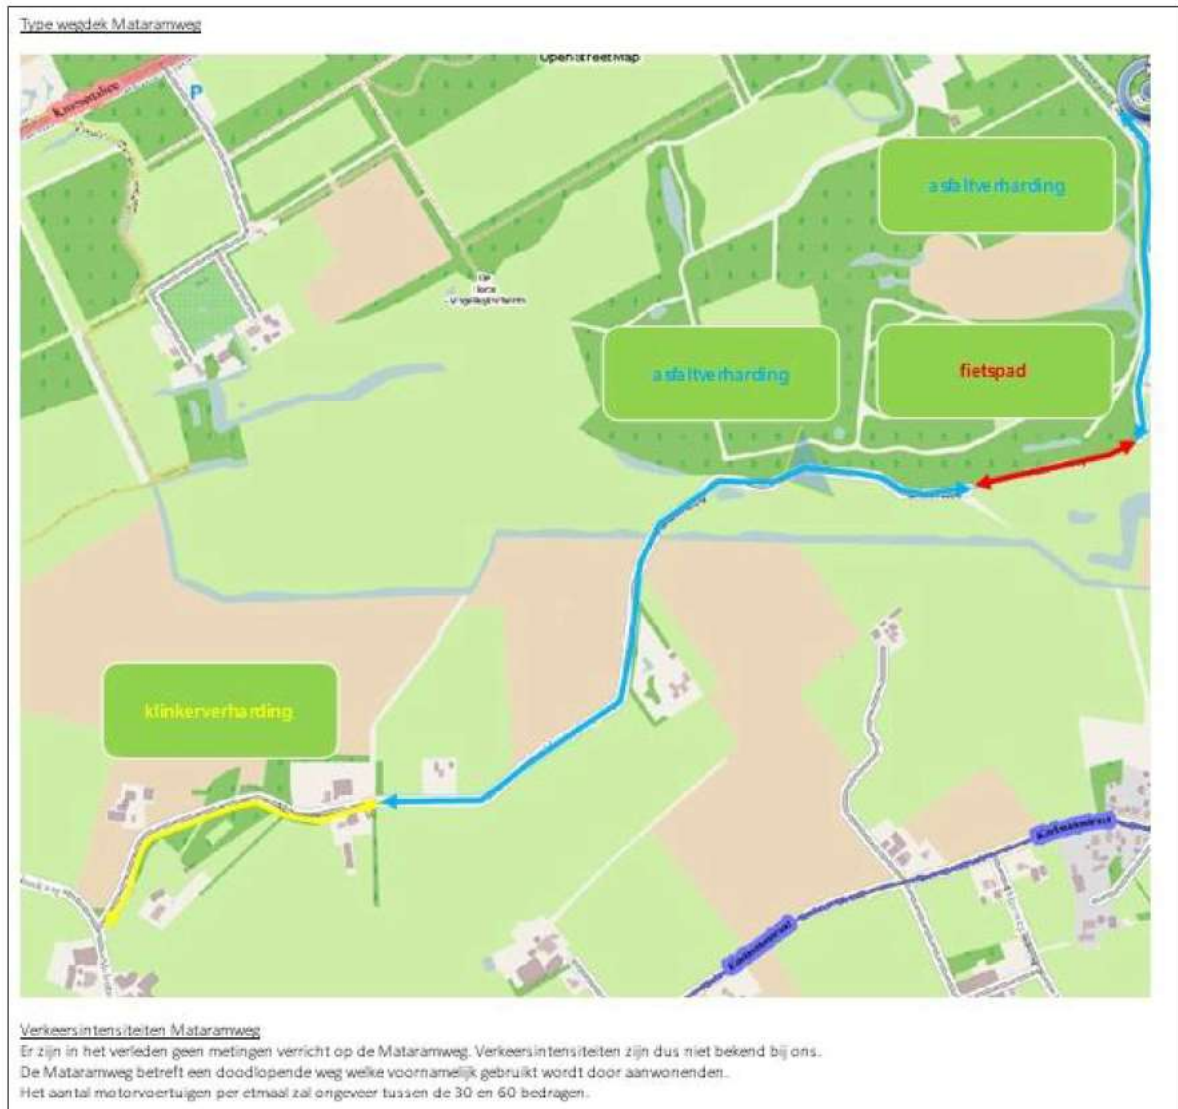 Type wegdek Mataramweg
OpenStreetMap
P
asfaltverharding
De
asfaltverharding
fietspad
klinkerverharding
Verkeersintensiteiten Mataramweg
Er zijn in het verleden geen metingen verricht op de Mataramweg. Verkeersintensiteiten zijn dus niet bekend bij ons.
De Mataramweg betreft een doodlopende weg welke voornamelijk gebruikt wordt door aanwonenden.
Het aantal motorvoertuigen per etmaal zal ongeveer tussen de 30 en 60 bedragen.